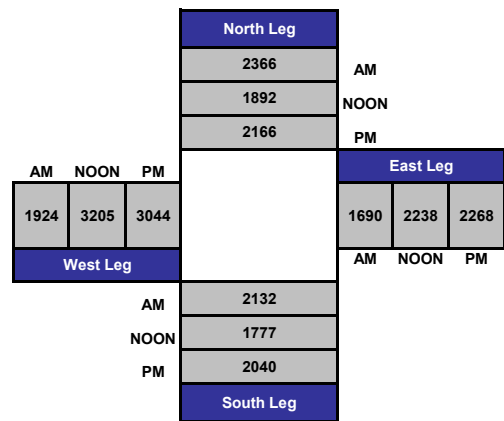 North Leg
2366
AM
1892
NOON
2166
PM
AM NOON PM
East Leg
1924 3205 3044
1690 2238 2268
West Leg
AM NOON PM
2132
AM
1777
NOON
2040
PM
South Leg